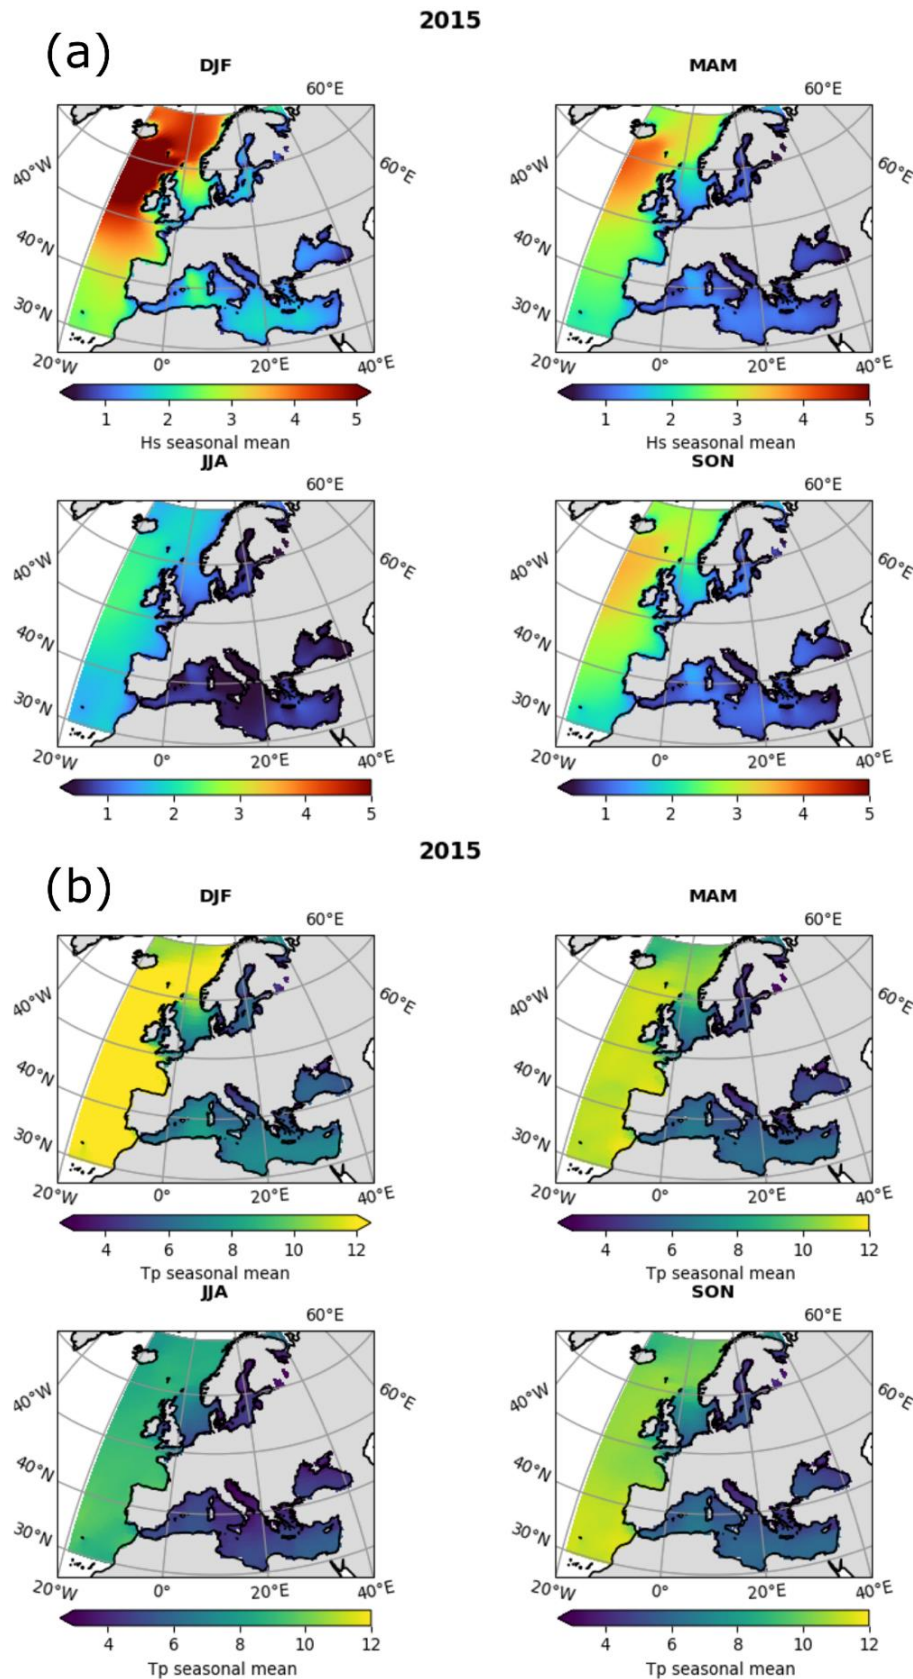 2015
(a)
DJF MAM
60°E 60°E
40°W 60°E 40°W 60°E
40°N 40°N
30°N 30°N
20°W 0° 20°E 40°E 20°W 0° 20°E 40°E
1 2 3 4 5 1 2 3 4 5
Hs seasonal mean Hs seasonal mean
JJA SON
60°E 60°E
40°W 60°E 40°W 60°E
40°N 40°N
30°N 30°N
20°W 0° 20°E 40°E 20°W 0° 20°E 40°E
1 2 3 4 5 1 2 3 4 5
2015
(b)
DJF MAM
60°E 60°E
40°W 60°E 40°W 60°E
40°N 40°N
30°N 30°N
20°W 0° 20°E 40°E 20°W 0° 20°E 40°E
4 6 8 10 12 4 6 8 10 12
Tp seasonal mean Tp seasonal mean
JJA SON
60°E 60°E
40°W 60°E 40°W 60°E
40°N 40°N
30°N 30°N
20°W 0° 20°E 40°E 20°W 0° 20°E 40°E
4 6 8 10 12 4 6 8 10 12
Tp seasonal mean Tp seasonal mean